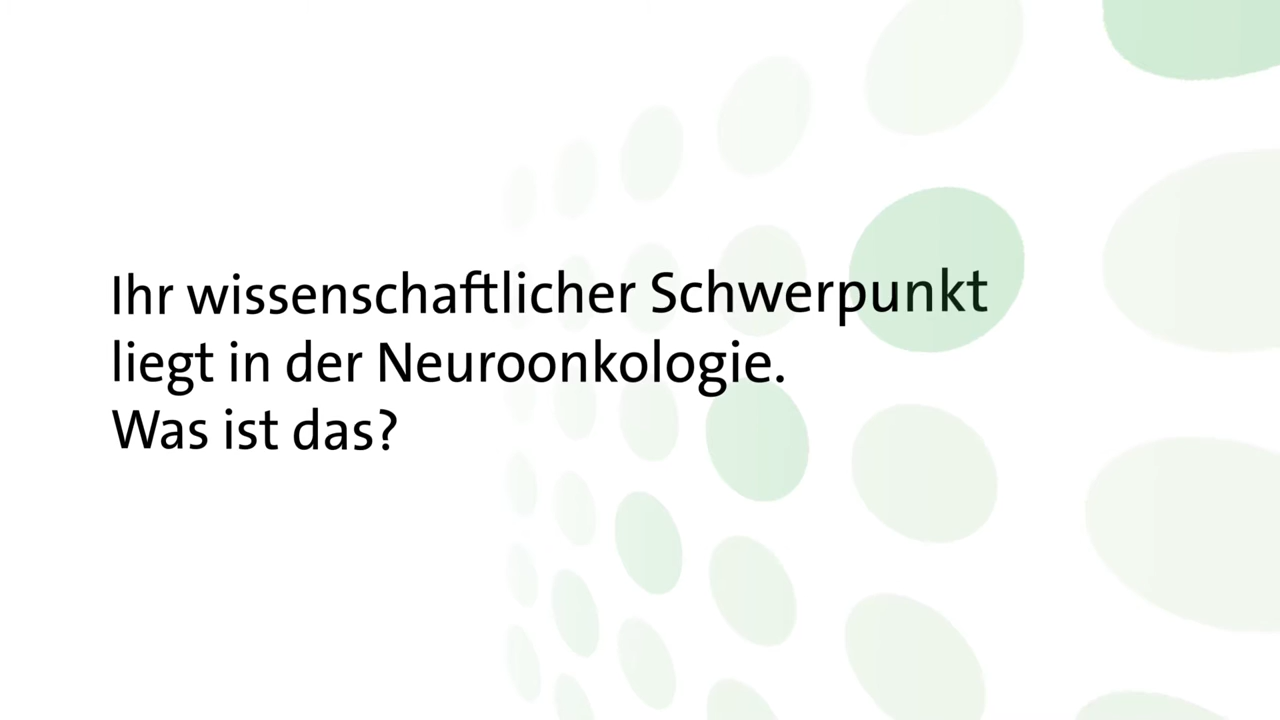 Ihr wissenschaftlicher Schwerpunkt
liegt in der Neuroonkologie.
Was ist das?